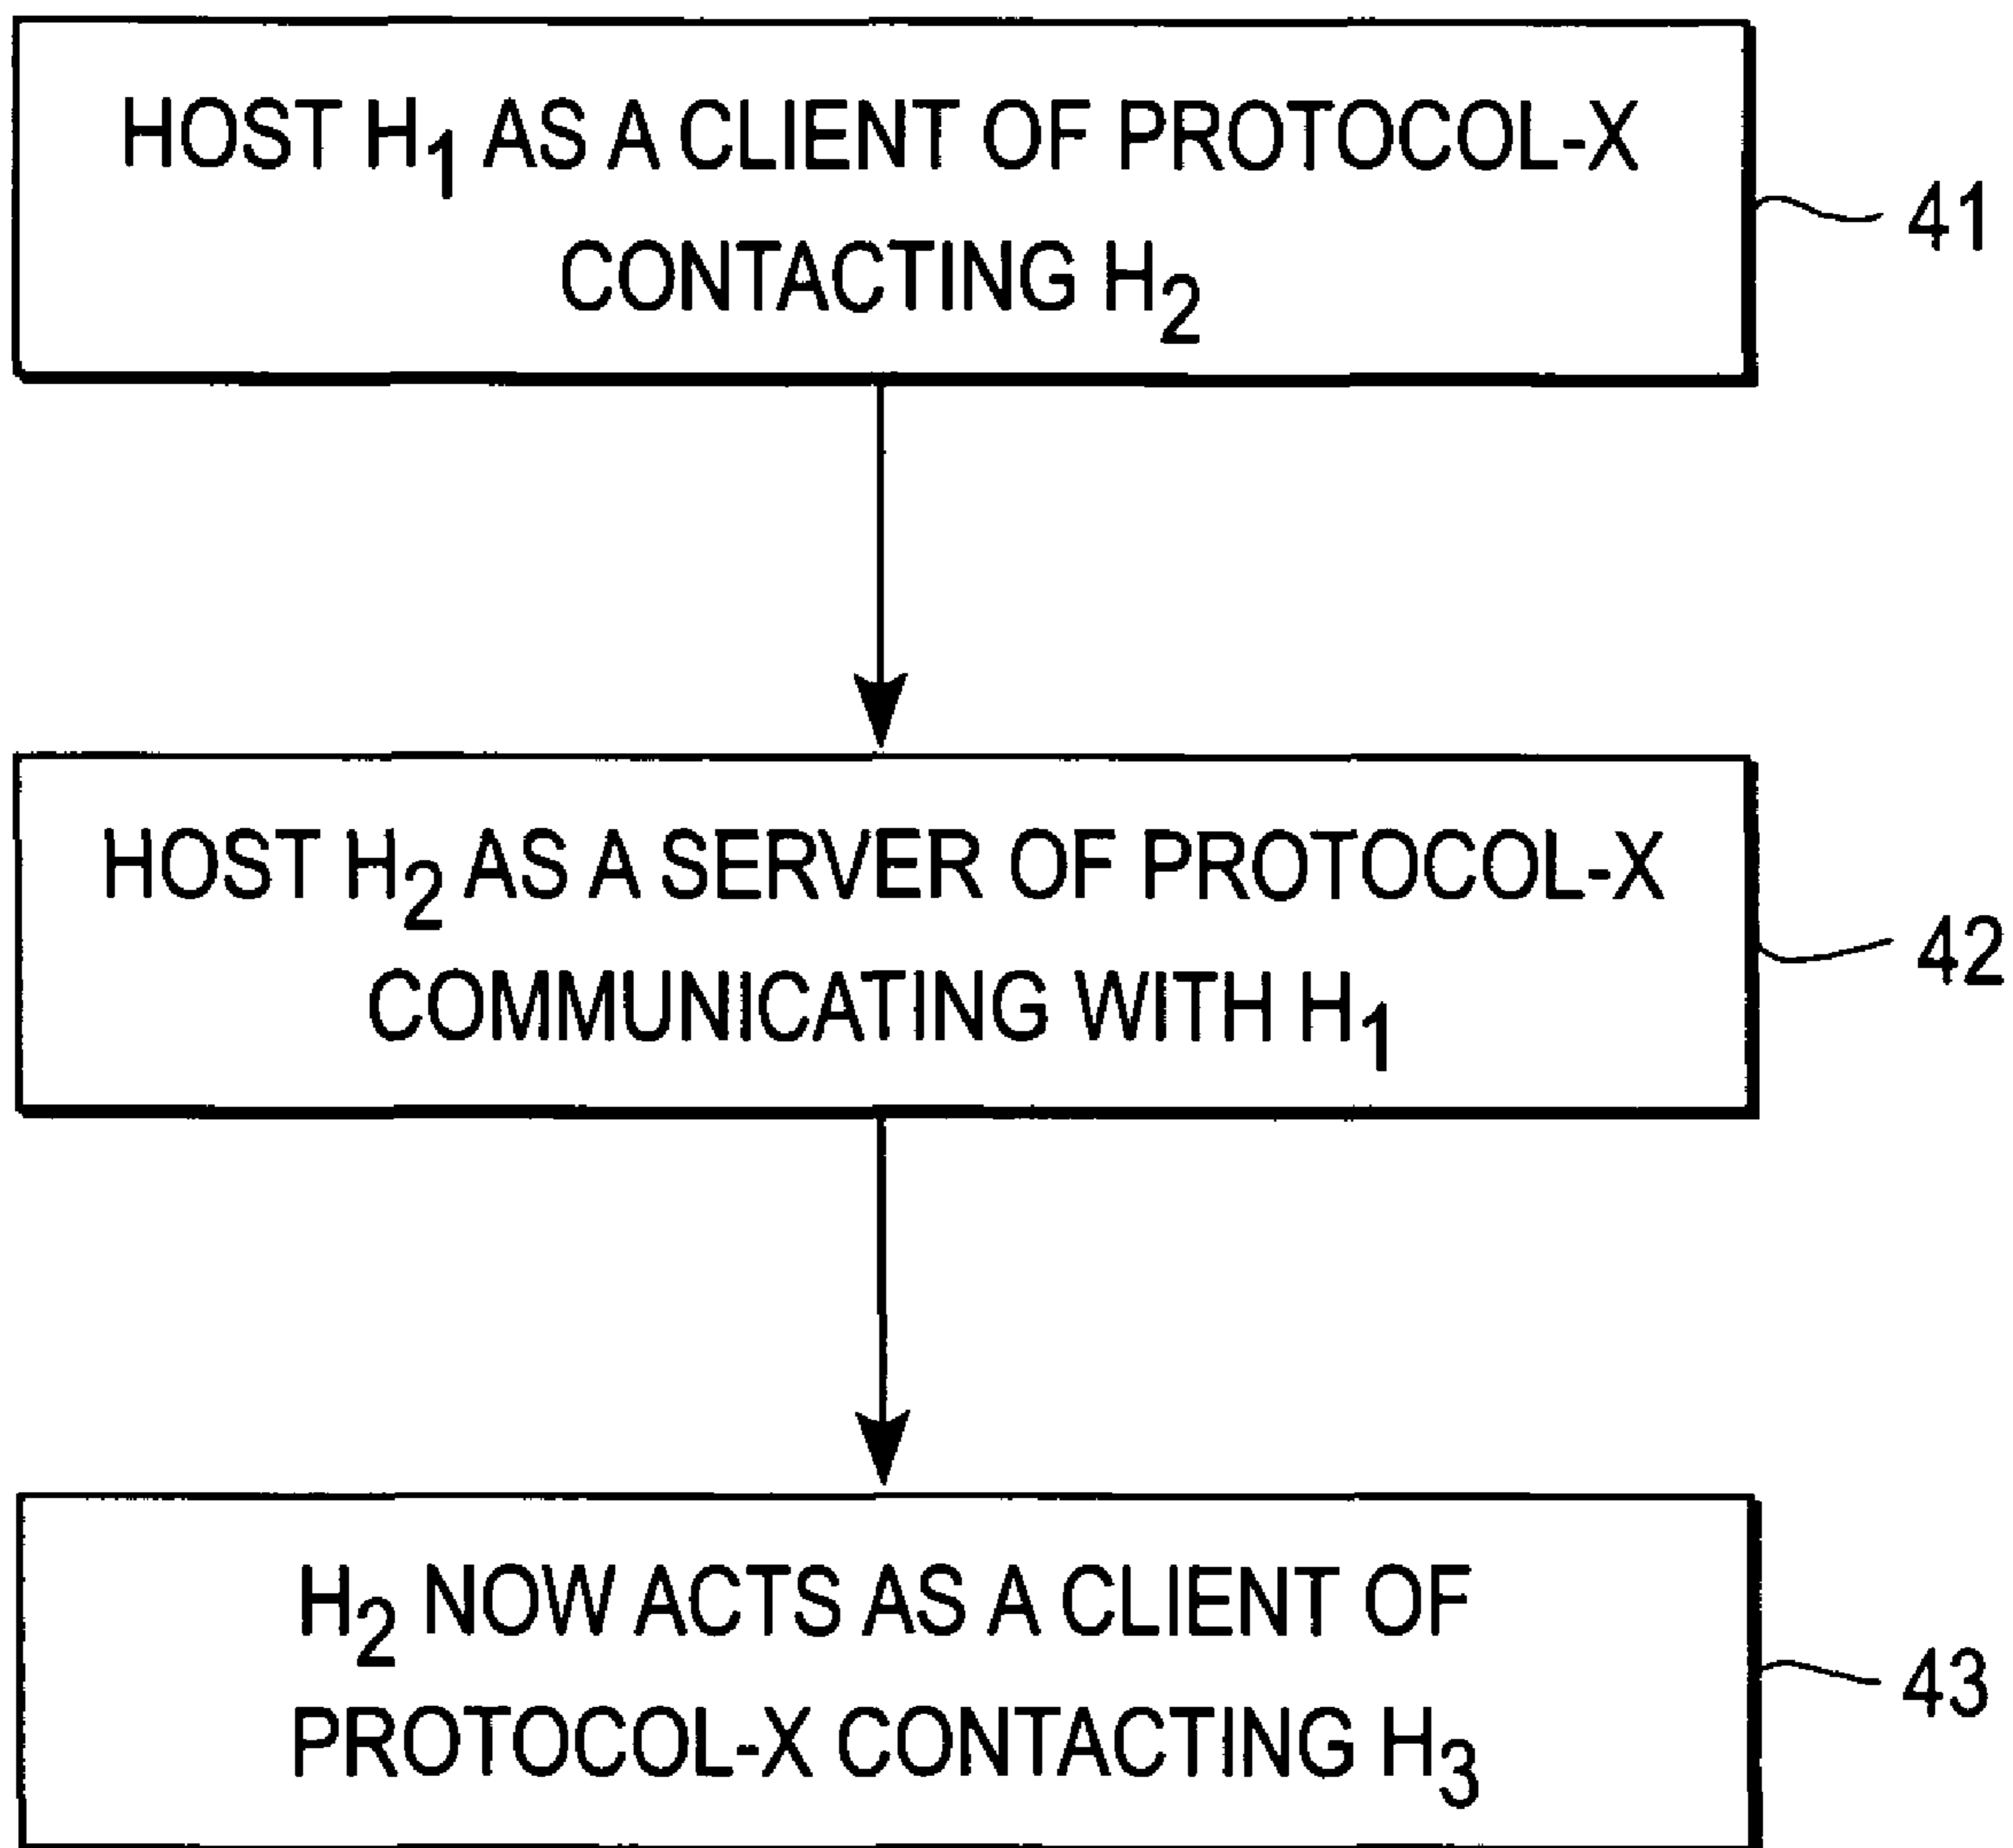 HOST H₁ AS A CLIENT OF PROTOCOL-X
CONTACTING H₂
41
HOST H₂ AS A SERVER OF PROTOCOL-X
COMMUNICATING WITH H₁
42
H₂ NOW ACTS AS A CLIENT OF
PROTOCOL-X CONTACTING H₃
43